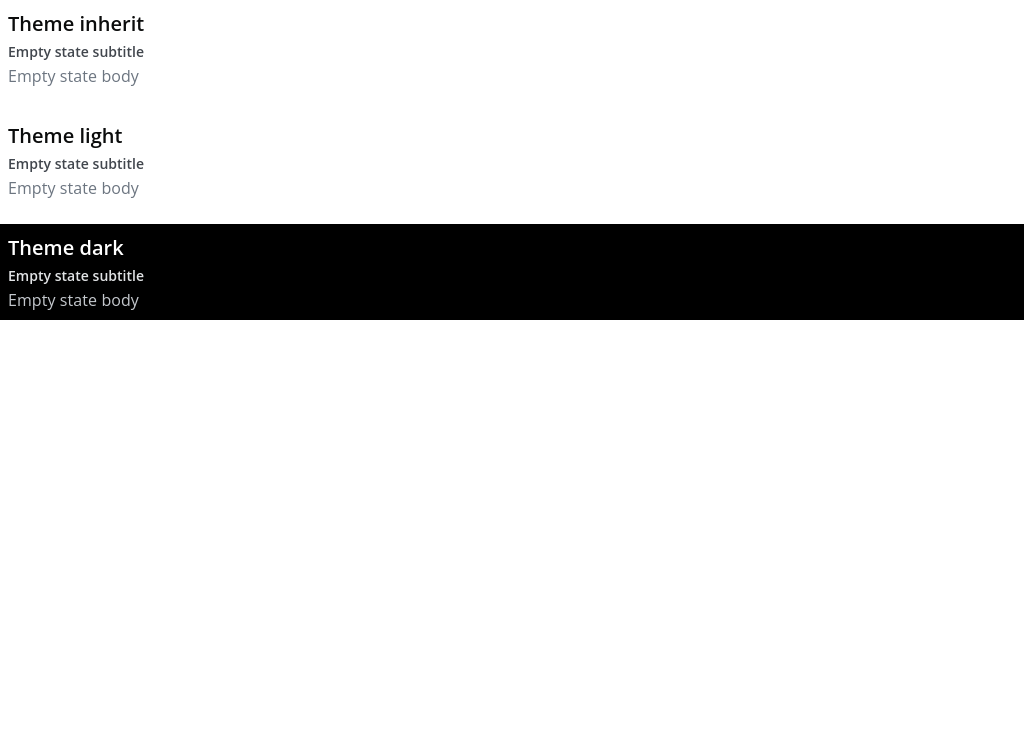 Theme inherit
Empty state subtitle
Empty state body
Theme light
Empty state subtitle
Empty state body
Theme dark
Empty state subtitle
Empty state body